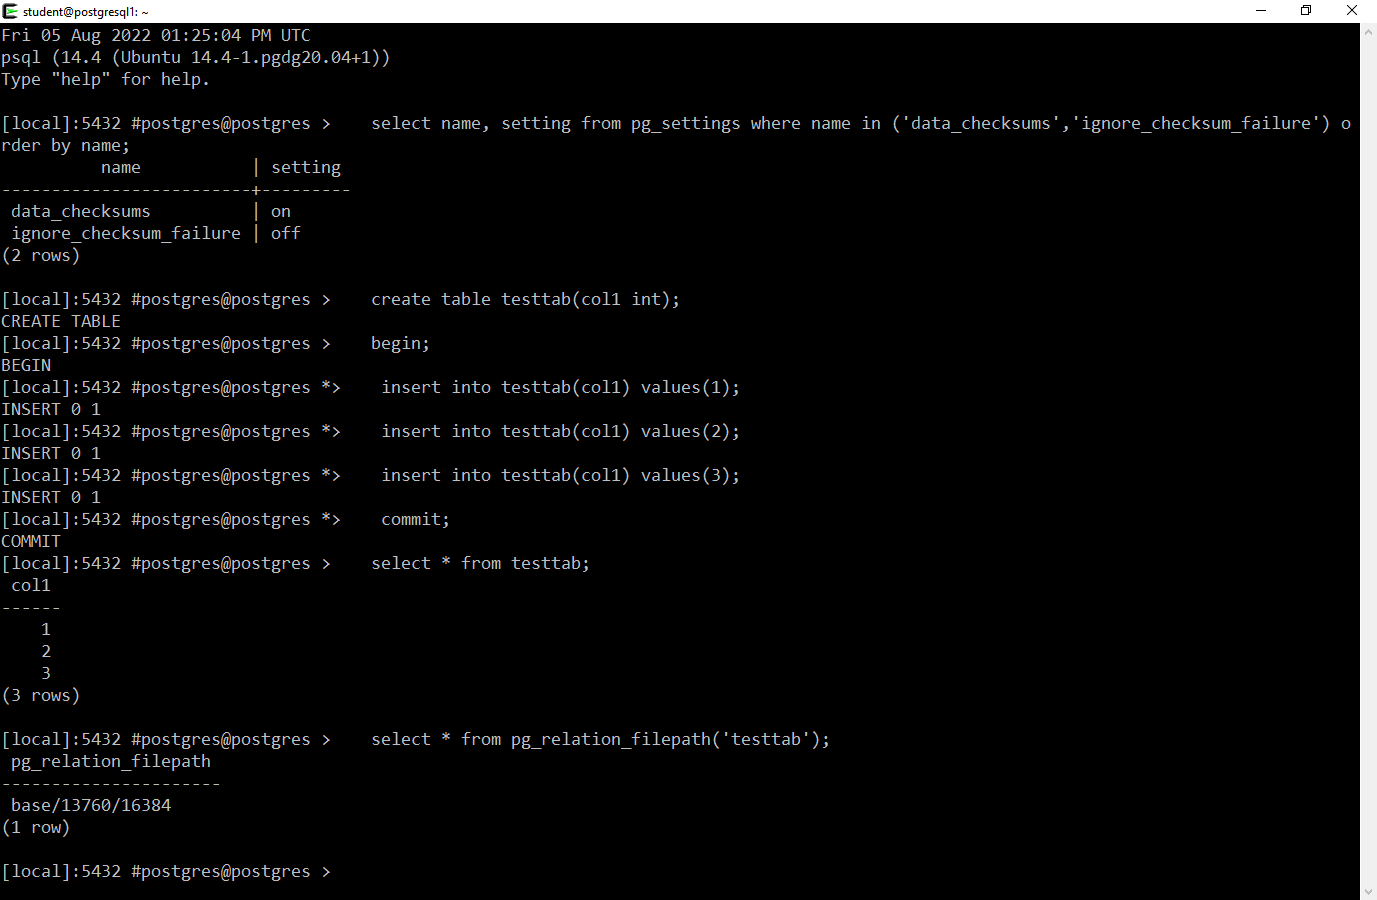 student@postgresql1: ~
Fri 05 Aug 2022 01:25:04 PM UTC
psql (14.4 (Ubuntu 14.4-1.pgdg20.04+1))
Type "help" for help.
[local]:5432 #postgres@postgres >    select name, setting from pg_settings where name in ('data_checksums','ignore_checksum_failure') o
rder by name;
          name           | setting
-------------------------+---------
 data_checksums          | on
 ignore_checksum_failure | off
(2 rows)
[local]:5432 #postgres@postgres >    create table testtab(col1 int);
CREATE TABLE
[local]:5432 #postgres@postgres >    begin;
BEGIN
[local]:5432 #postgres@postgres *>    insert into testtab(col1) values(1);
INSERT 0 1
[local]:5432 #postgres@postgres *>    insert into testtab(col1) values(2);
INSERT 0 1
[local]:5432 #postgres@postgres *>    insert into testtab(col1) values(3);
INSERT 0 1
[local]:5432 #postgres@postgres *>    commit;
COMMIT
[local]:5432 #postgres@postgres >    select * from testtab;
 col1
------
    1
    2
    3
(3 rows)
[local]:5432 #postgres@postgres >    select * from pg_relation_filepath('testtab');
 pg_relation_filepath
----------------------
 base/13760/16384
(1 row)
[local]:5432 #postgres@postgres >